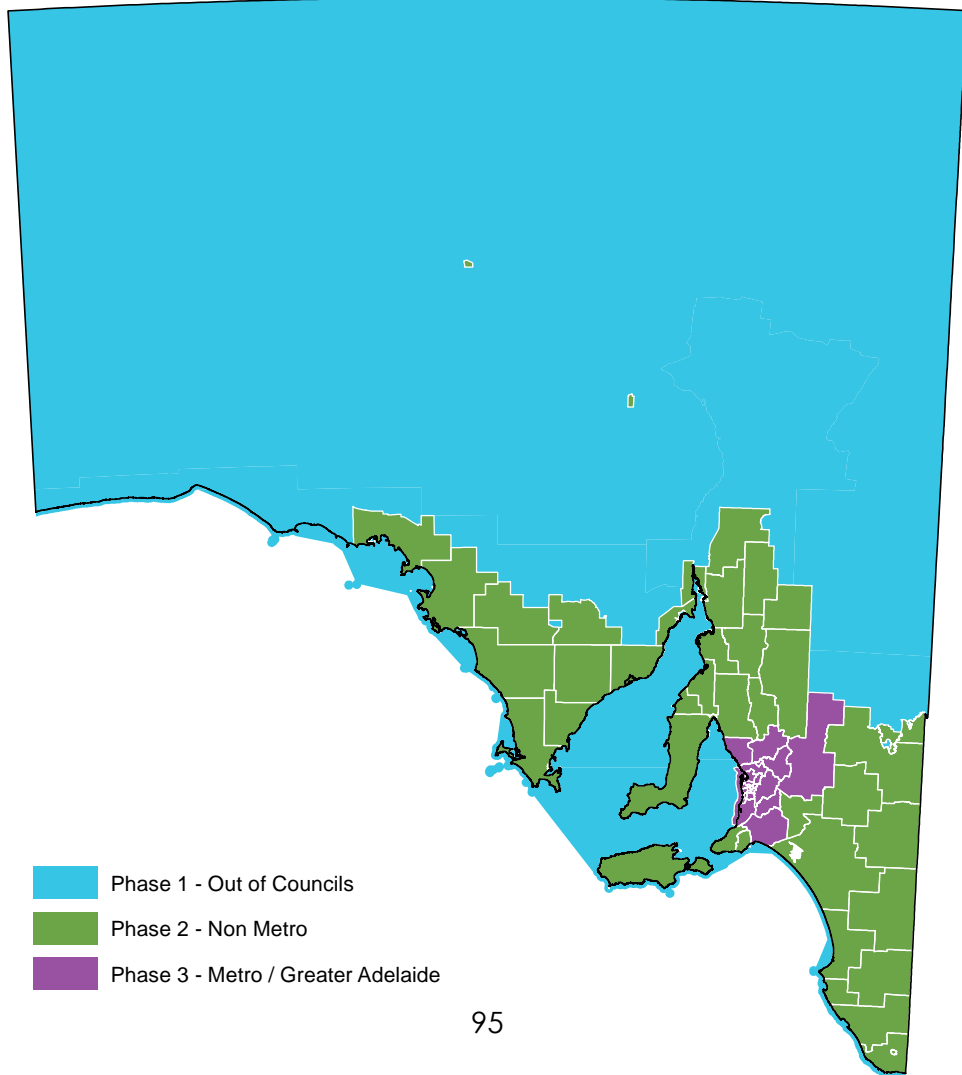 Phase 1 - Out of Councils
Phase 2 - Non Metro
Phase 3 - Metro / Greater Adelaide
95